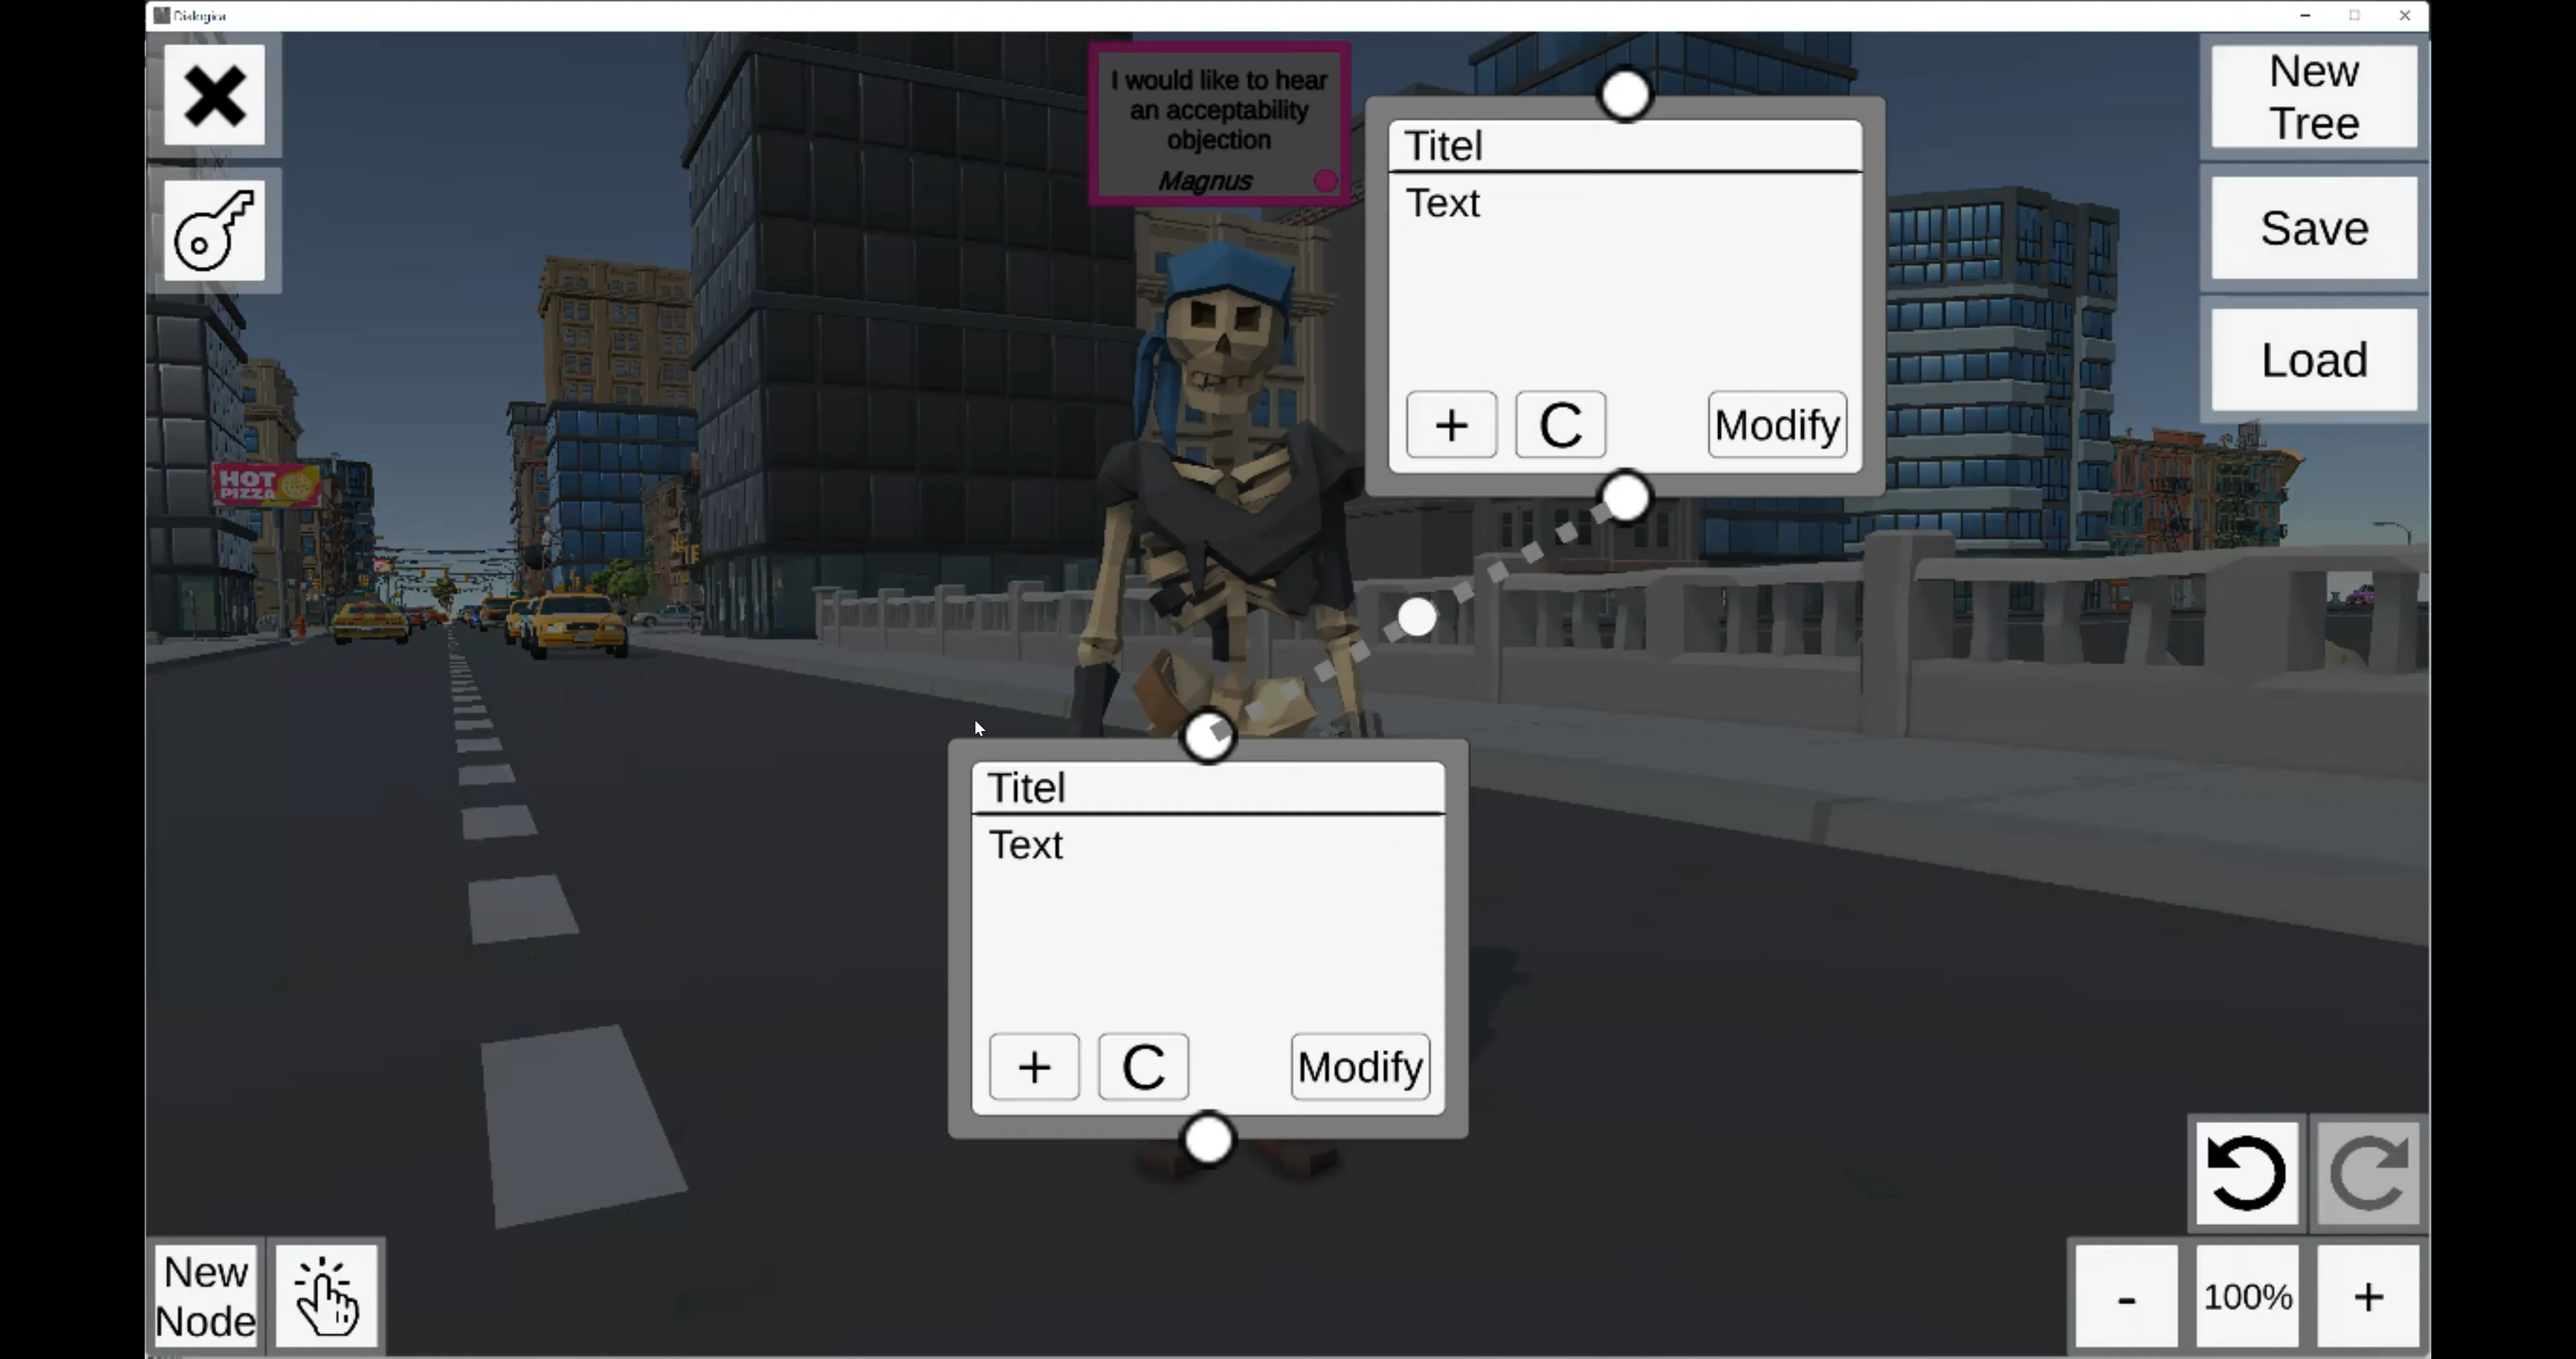 Dialogica
I would like to hear
an acceptability
objection
Magnus
New
Tree
Titel
Text
Save
Load
+
C
Modify
HOT
PIZZA
Titel
Text
+
C
Modify
New
Node
-
100%
+